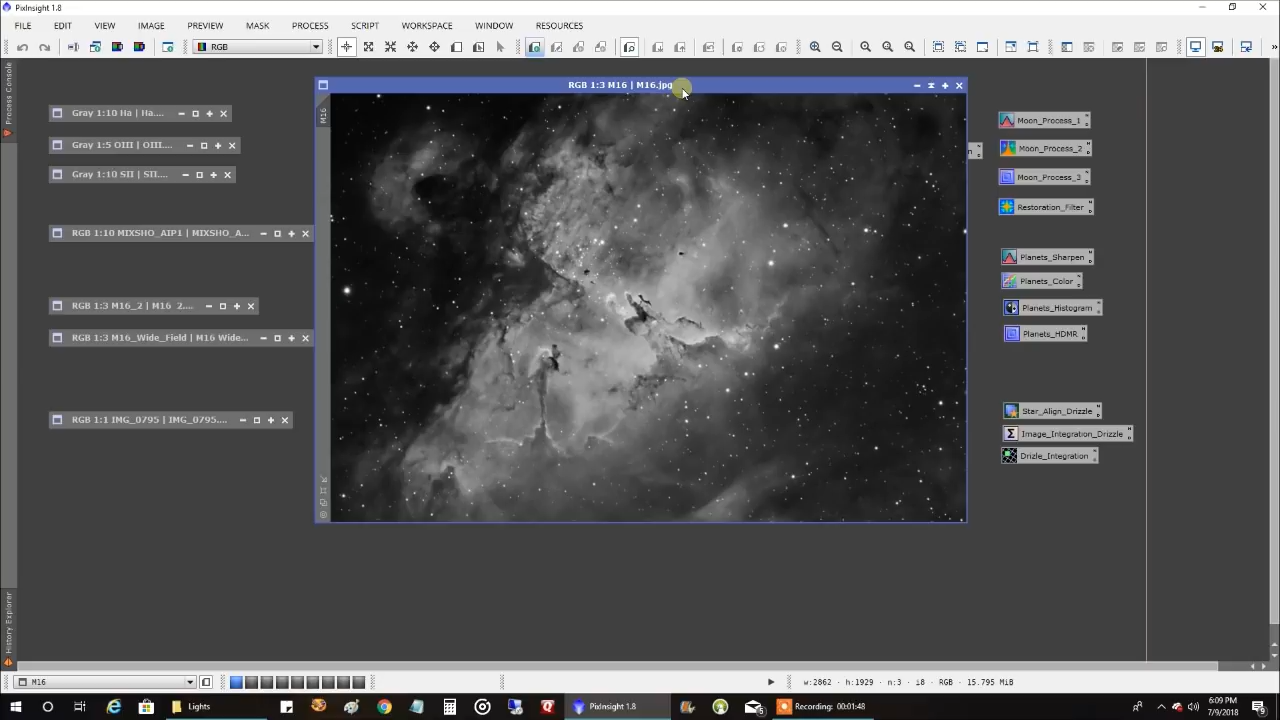 PixInsight 1.8
FILE EDIT VIEW IMAGE PREVIEW MASK PROCESS SCRIPT WORKSPACE WINDOW RESOURCES
RGB
Process Console
RGB 1:3 M16 | M16.jpg
M16
Gray 1:10 Ha | Ha....
Gray 1:5 OIII | OIII....
Gray 1:10 SII | SII....
RGB 1:10 MIXSHO_AIP1 | MIXSHO_A...
RGB 1:3 M16_2 | M16_2....
RGB 1:3 M16_Wide_Field | M16 Wide...
RGB 1:1 IMG_0795 | IMG_0795....
n
Moon_Process_1
Moon_Process_2
Moon_Process_3
Restoration_Filter
Planets_Sharpen
Planets_Color
Planets_Histogram
Planets_HDMR
Star_Align_Drizzle
Image_Integration_Drizzle
Drizle_Integration
History Explorer
M16
w:2862 · h:1929 · n:3 · i8 · RGB · 15.795 MiB
Lights
PixInsight 1.8
Recording: 00:01:48
6:09 PM
7/9/2018